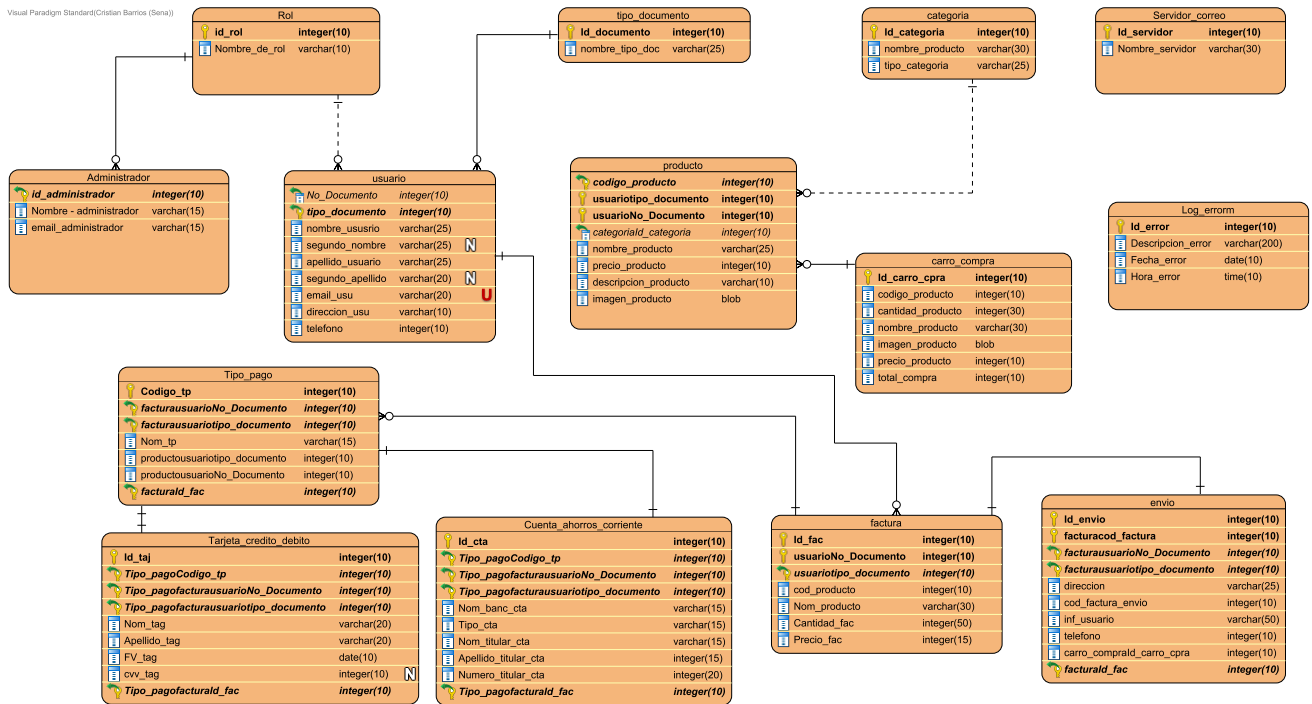 Visual Paradigm Standard(Cristian Barrios (Sena))
Rol
id_rol integer(10)
Nombre_de_rol varchar(10)
tipo_documento
Id_documento integer(10)
nombre_tipo_doc varchar(25)
categoria
Id_categoria integer(10)
nombre_producto varchar(30)
tipo_categoria varchar(25)
Servidor_correo
Id_servidor integer(10)
Nombre_servidor varchar(30)
Administrador
id_administrador integer(10)
Nombre - administrador varchar(15)
email_administrador varchar(15)
usuario
No_Documento integer(10)
tipo_documento integer(10)
nombre_ususrio varchar(25)
segundo_nombre varchar(25) N
apellido_usuario varchar(25)
segundo_apellido varchar(20) N
email_usu varchar(20) U
direccion_usu varchar(10)
telefono integer(10)
producto
codigo_producto integer(10)
usuariotipo_documento integer(10)
usuarioNo_Documento integer(10)
categoriaId_categoria integer(10)
nombre_producto varchar(25)
precio_producto integer(10)
descripcion_producto varchar(10)
imagen_producto blob
carro_compra
Id_carro_cpra integer(10)
codigo_producto integer(10)
cantidad_producto integer(30)
nombre_producto varchar(30)
imagen_producto blob
precio_producto integer(10)
total_compra integer(10)
Log_errorm
Id_error integer(10)
Descripcion_error varchar(200)
Fecha_error date(10)
Hora_error time(10)
Tipo_pago
Codigo_tp integer(10)
facturausuarioNo_Documento integer(10)
facturausuariotipo_documento integer(10)
Nom_tp varchar(15)
productousuariotipo_documento integer(10)
productousuarioNo_Documento integer(10)
facturaId_fac integer(10)
Tarjeta_credito_debito
Id_taj integer(10)
Tipo_pagoCodigo_tp integer(10)
Tipo_pagofacturausuarioNo_Documento integer(10)
Tipo_pagofacturausuariotipo_documento integer(10)
Nom_tag varchar(20)
Apellido_tag varchar(20)
FV_tag date(10)
cvv_tag integer(10) N
Tipo_pagofacturaId_fac integer(10)
Cuenta_ahorros_corriente
Id_cta integer(10)
Tipo_pagoCodigo_tp integer(10)
Tipo_pagofacturausuarioNo_Documento integer(10)
Tipo_pagofacturausuariotipo_documento integer(10)
Nom_banc_cta varchar(15)
Tipo_cta varchar(15)
Nom_titular_cta varchar(15)
Apellido_titular_cta integer(15)
Numero_titular_cta integer(20)
Tipo_pagofacturaId_fac integer(10)
factura
Id_fac integer(10)
usuarioNo_Documento integer(10)
usuariotipo_documento integer(10)
cod_producto integer(10)
Nom_producto varchar(30)
Cantidad_fac integer(50)
Precio_fac integer(15)
envio
Id_envio integer(10)
facturacod_factura integer(10)
facturausuarioNo_Documento integer(10)
facturausuariotipo_documento integer(10)
direccion varchar(25)
cod_factura_envio integer(10)
inf_usuario varchar(50)
telefono integer(10)
carro_compraId_carro_cpra integer(10)
facturaId_fac integer(10)